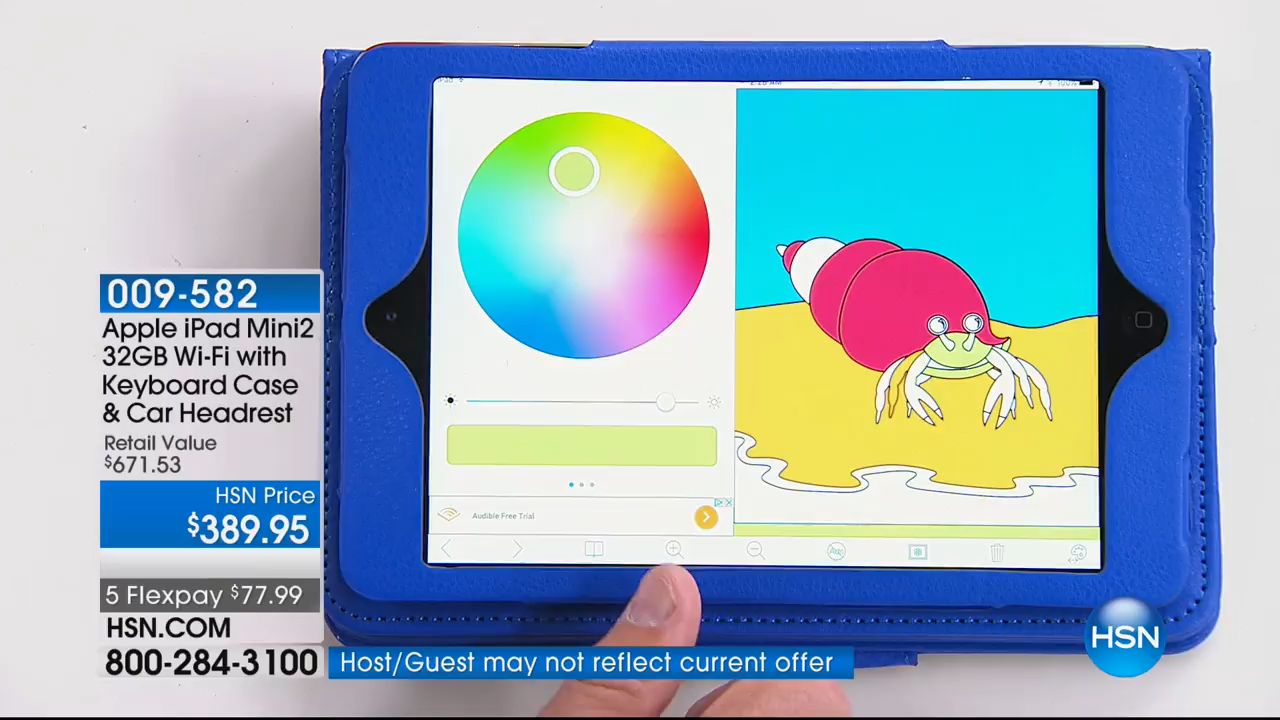 100%
009-582
Apple iPad Mini2
32GB Wi-Fi with
Keyboard Case
& Car Headrest
Retail Value
$671.53
HSN Price
$389.95
5 Flexpay $77.99
HSN.COM
800-284-3100
Host/Guest may not reflect current offer
Audible Free Trial
HSN